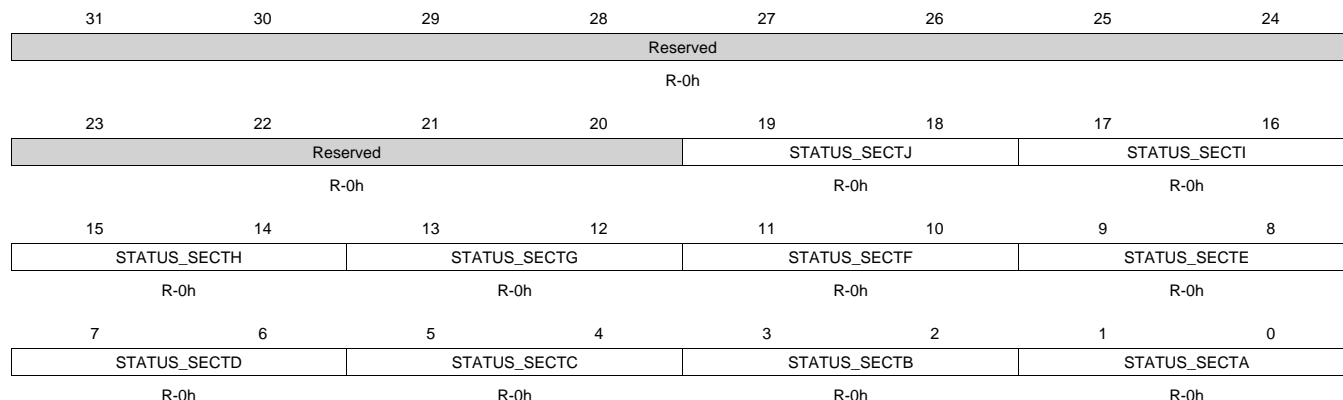 31 30 29 28 27 26 25 24
Reserved
R-0h
23 22 21 20 19 18 17 16
Reserved STATUS_SECTJ STATUS_SECTI
R-0h R-0h R-0h
15 14 13 12 11 10 9 8
STATUS_SECTH STATUS_SECTG STATUS_SECTF STATUS_SECTE
R-0h R-0h R-0h R-0h
7 6 5 4 3 2 1 0
STATUS_SECTD STATUS_SECTC STATUS_SECTB STATUS_SECTA
R-0h R-0h R-0h R-0h